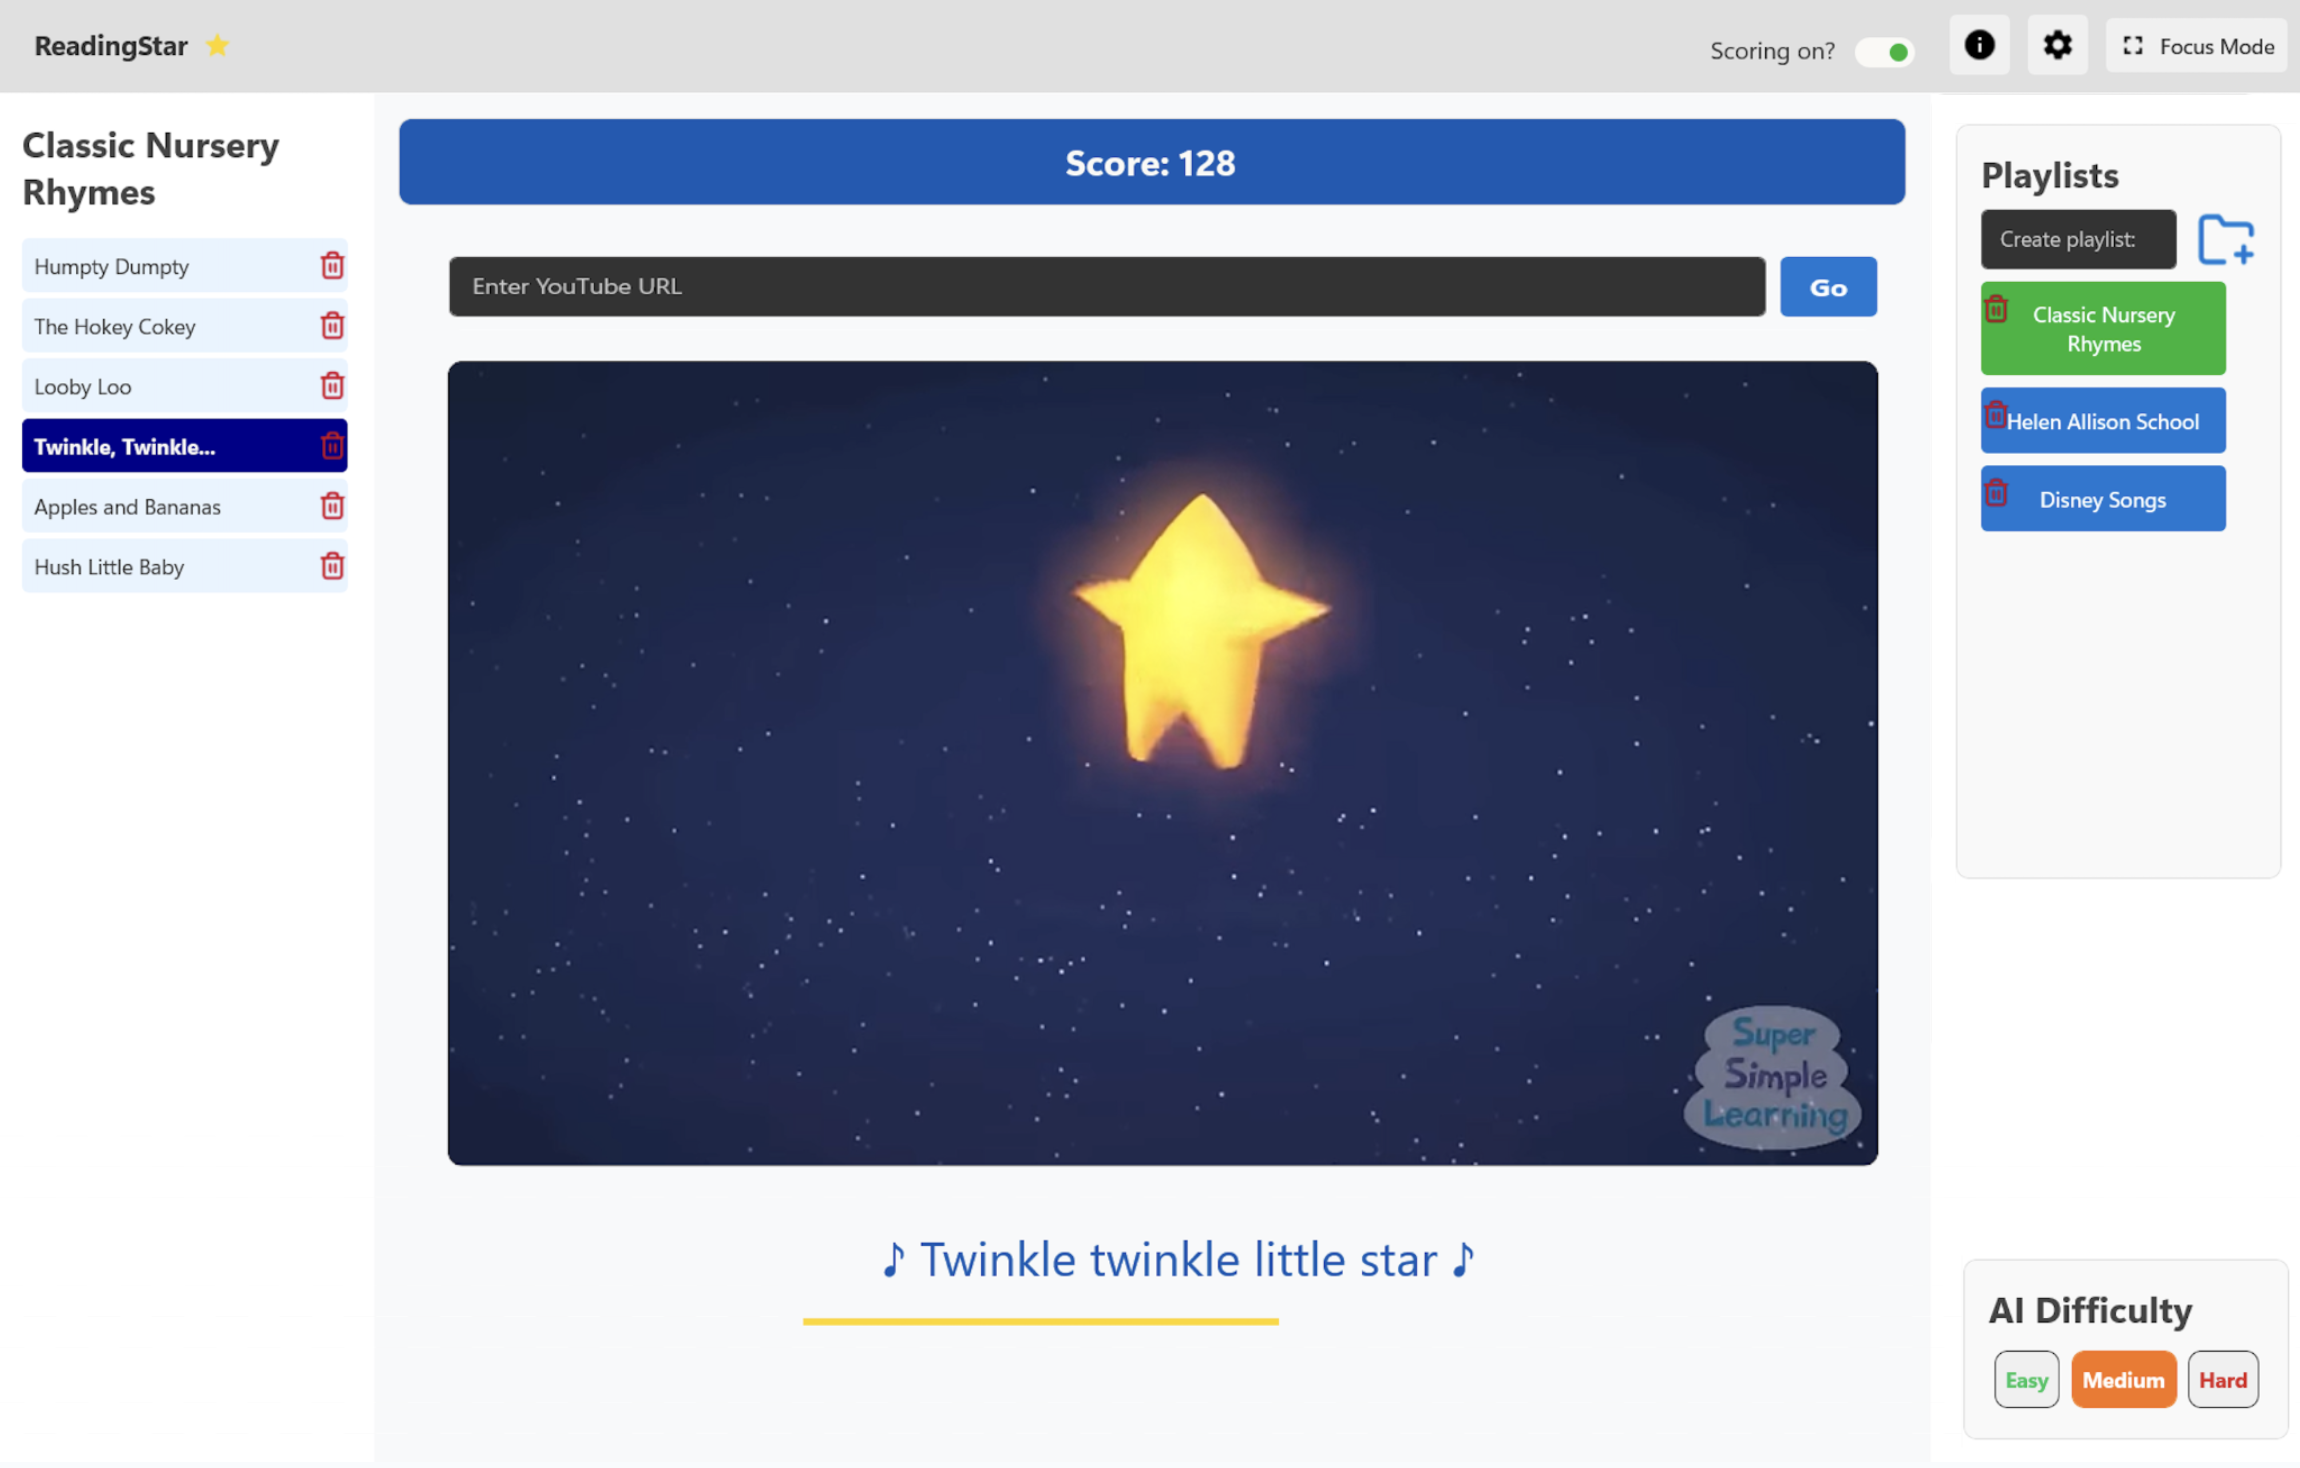 ReadingStar
Scoring on?
Focus Mode
Classic Nursery
Rhymes
Humpty Dumpty
The Hokey Cokey
Looby Loo
Twinkle, Twinkle...
Apples and Bananas
Hush Little Baby
Score: 128
Enter YouTube URL
Go
Super
Simple
Learning
♪ Twinkle twinkle little star ♪
Playlists
Create playlist:
Classic Nursery
Rhymes
Helen Allison School
Disney Songs
AI Difficulty
Easy
Medium
Hard